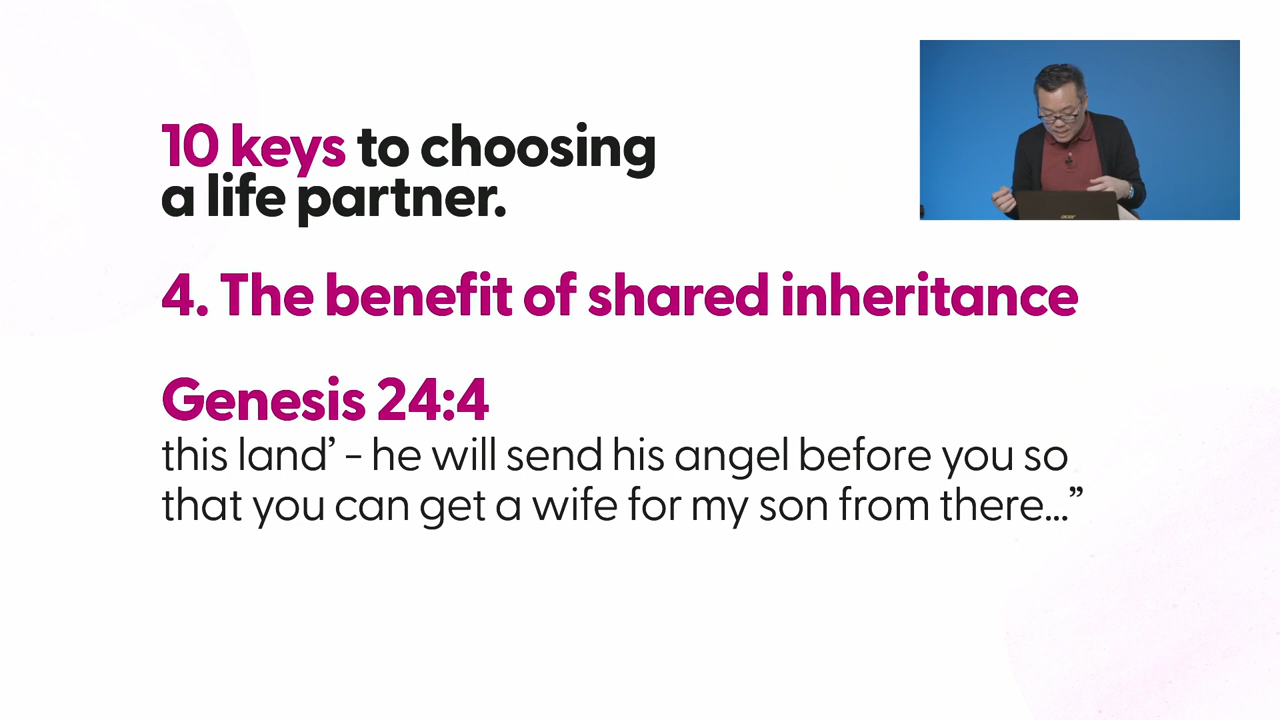 10 keys to choosing
a life partner.
4. The benefit of shared inheritance
Genesis 24:4
this land’ - he will send his angel before you so
that you can get a wife for my son from there...”
acer